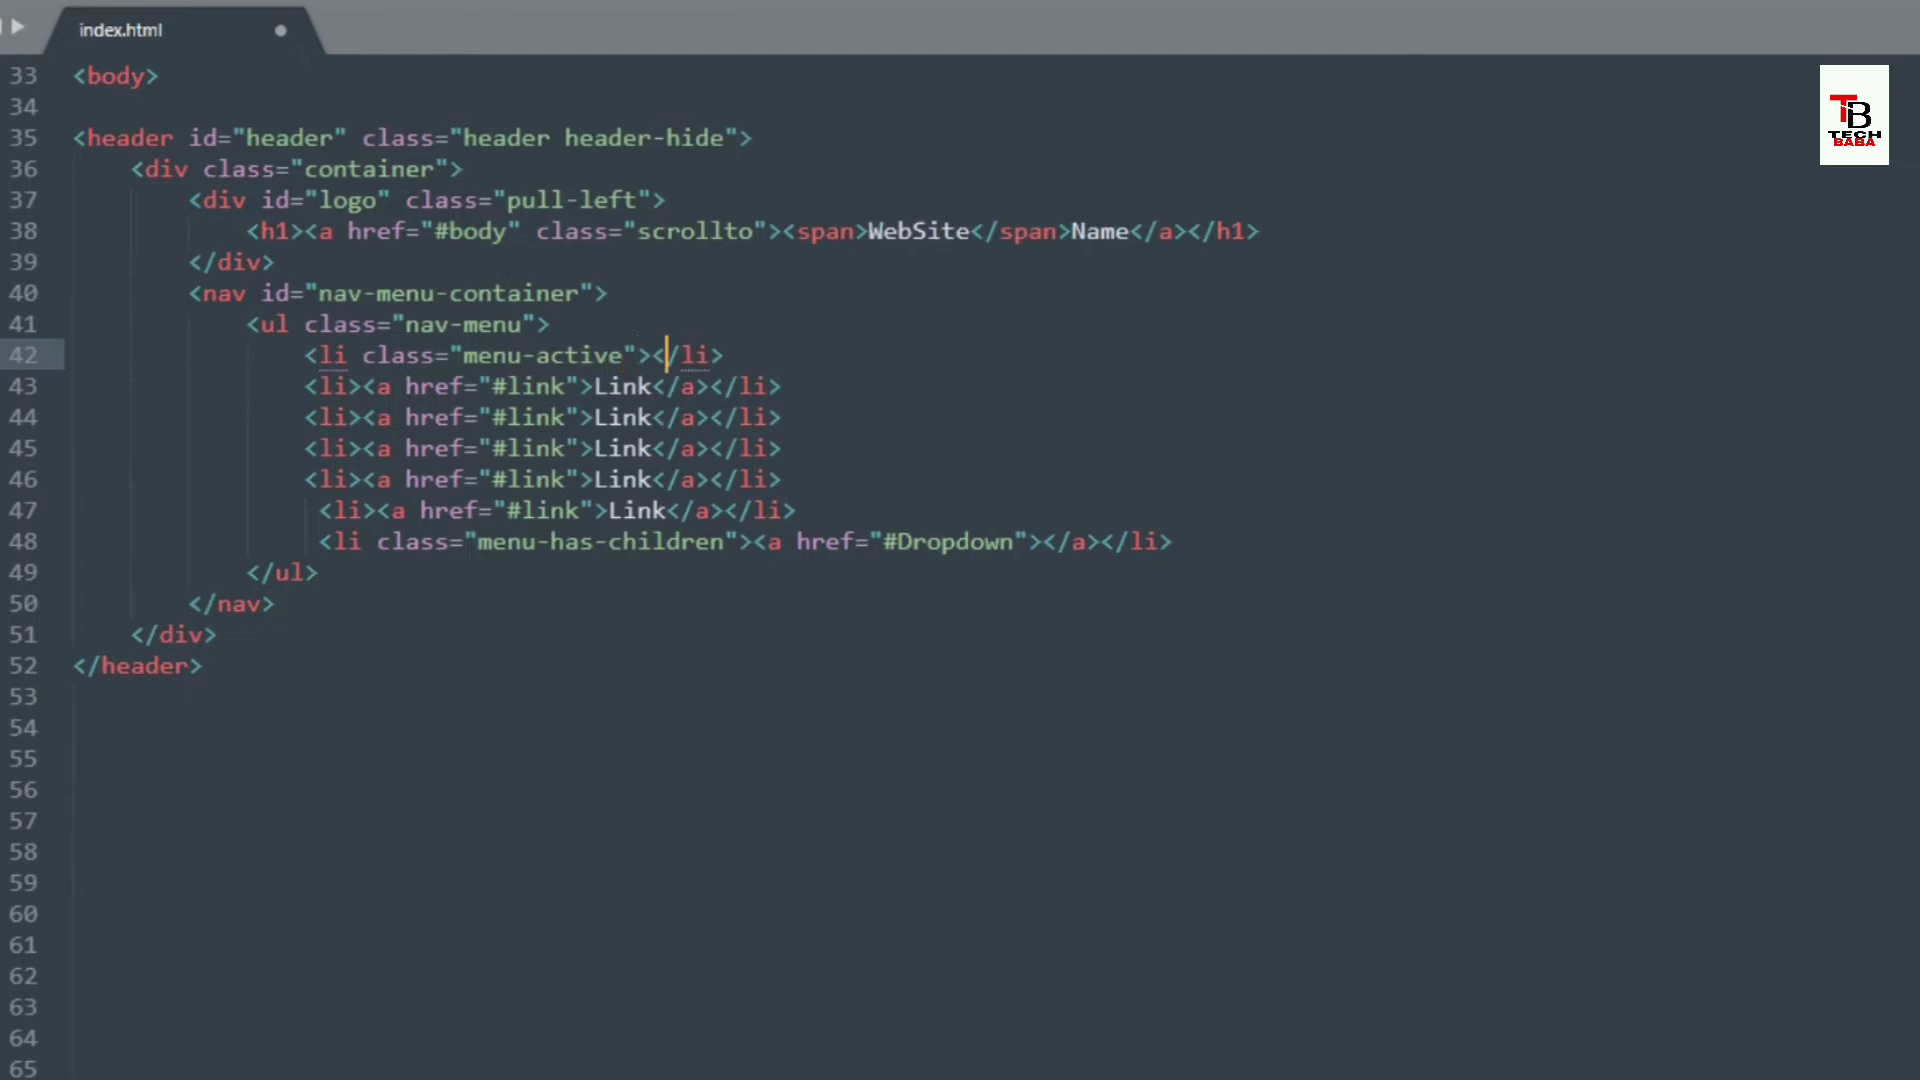 index.html
33 <body>
34
35 <header id="header" class="header header-hide">
36 <div class="container">
37 <div id="logo" class="pull-left">
38 <h1><a href="#body" class="scrollto"><span>WebSite</span>Name</a></h1>
39 </div>
40 <nav id="nav-menu-container">
41 <ul class="nav-menu">
42 <li class="menu-active"></li>
43 <li><a href="#link">Link</a></li>
44 <li><a href="#link">Link</a></li>
45 <li><a href="#link">Link</a></li>
46 <li><a href="#link">Link</a></li>
47 <li><a href="#link">Link</a></li>
48 <li class="menu-has-children"><a href="#Dropdown"></a></li>
49 </ul>
50 </nav>
51 </div>
52 </header>
53
54
55
56
57
58
59
60
61
62
63
64
65
TB
TECH
BABA